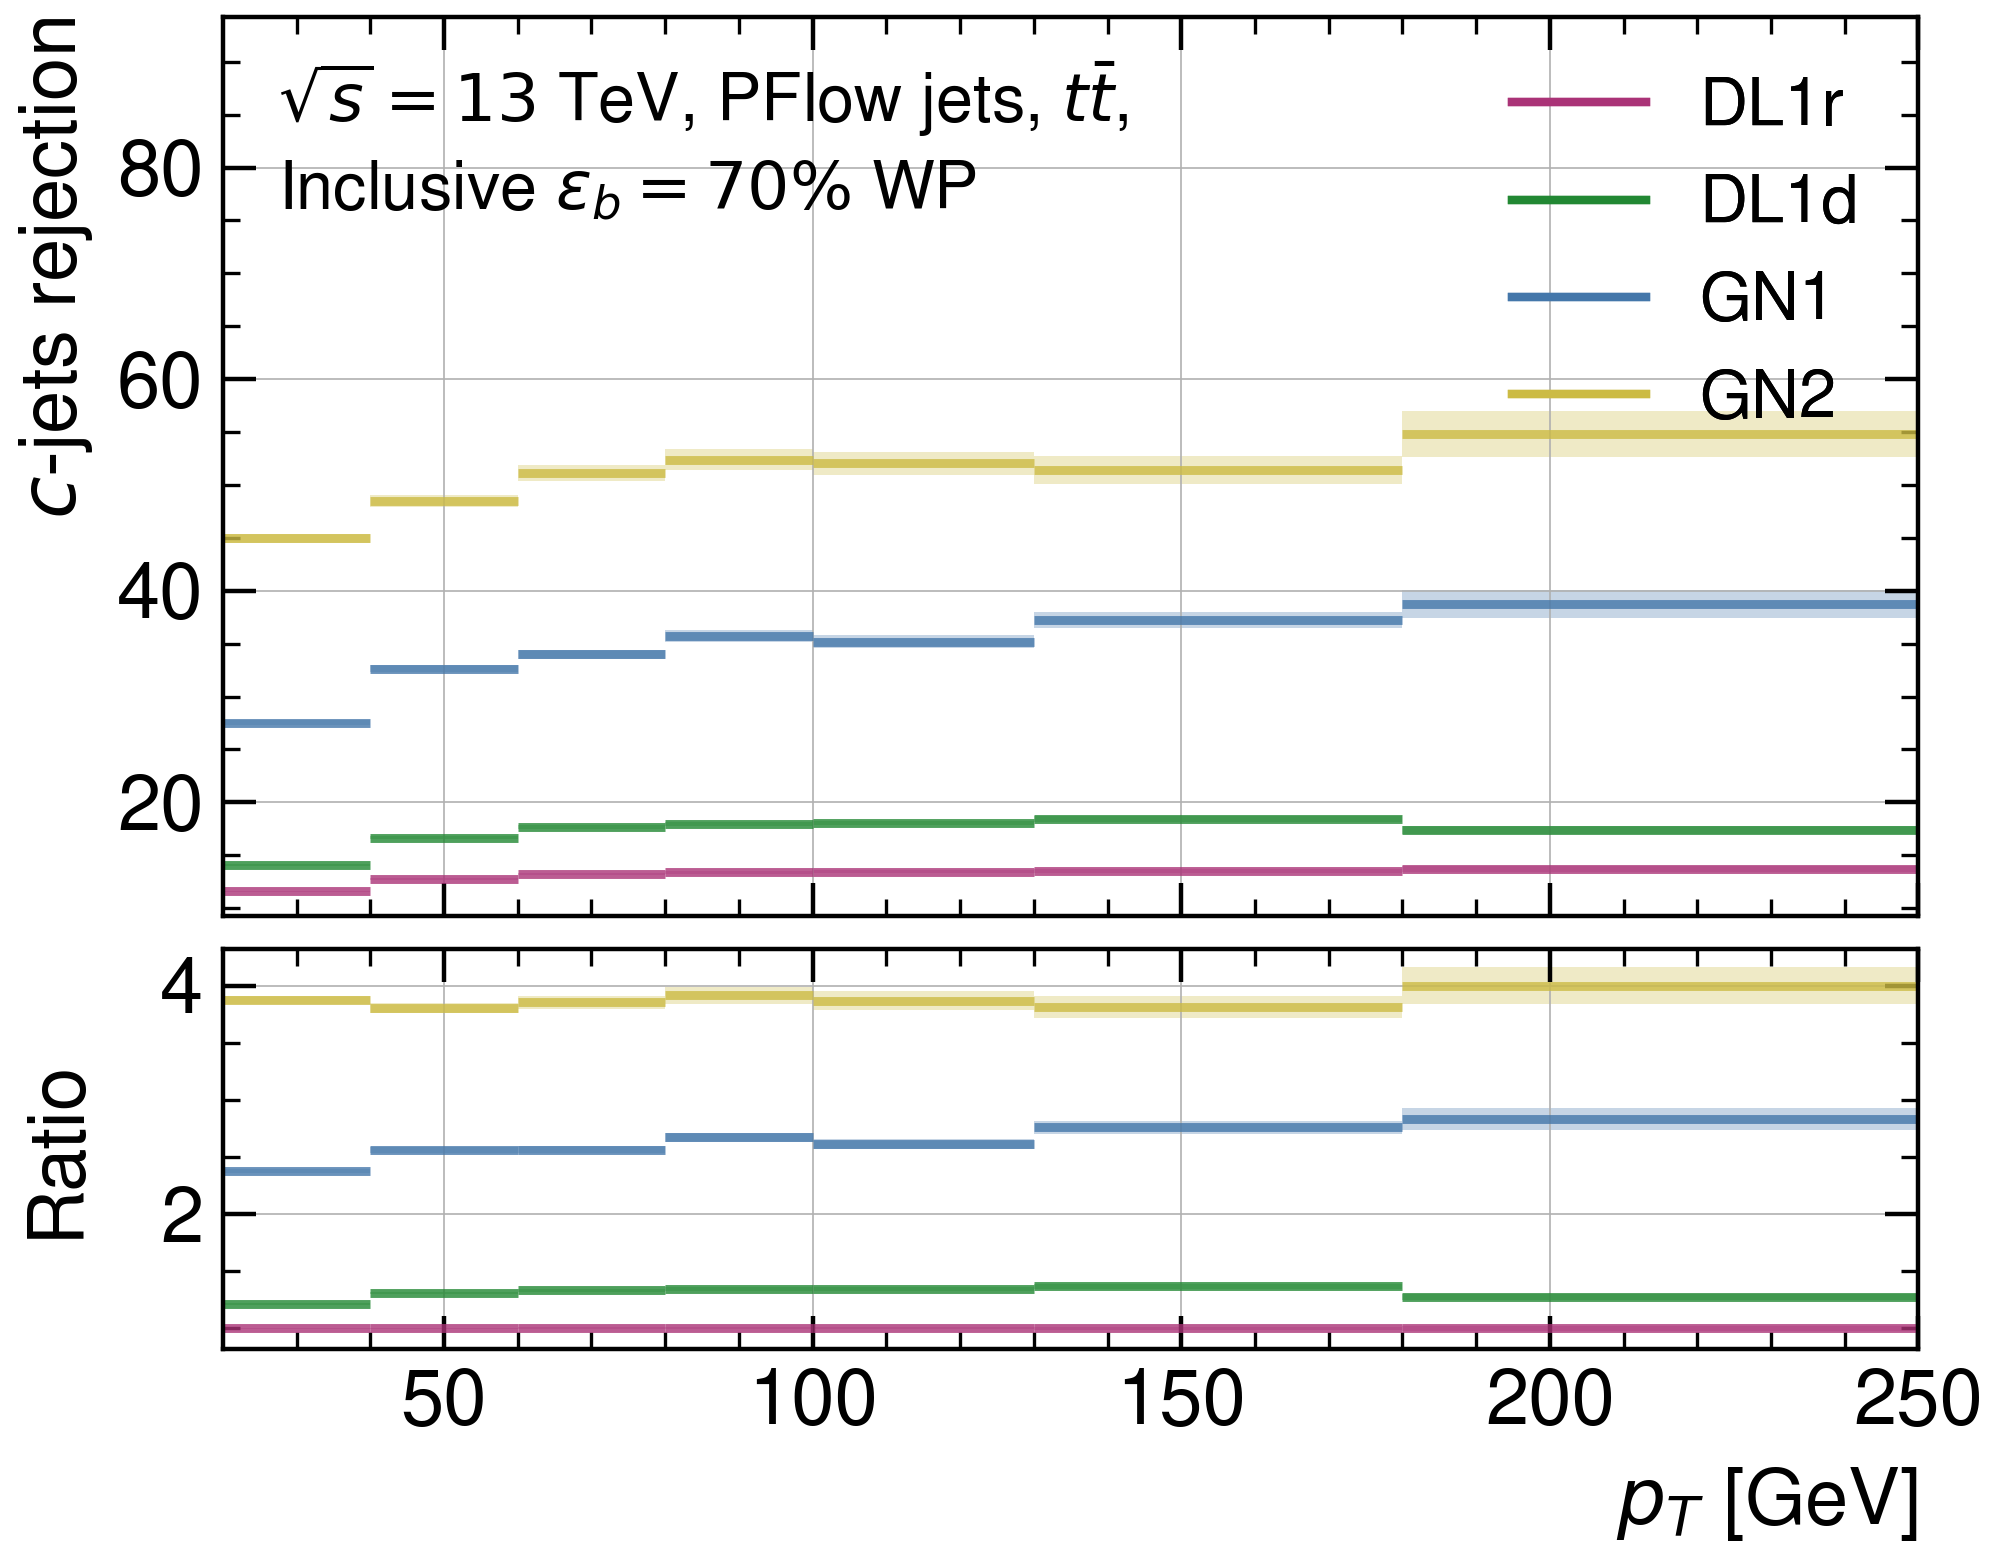 c-jets rejection
√s = 13 TeV, PFlow jets, tt̄,
Inclusive ε_b = 70% WP
DL1r
DL1d
GN1
GN2
80
60
40
20
Ratio
4
2
50 100 150 200 250
p_T [GeV]